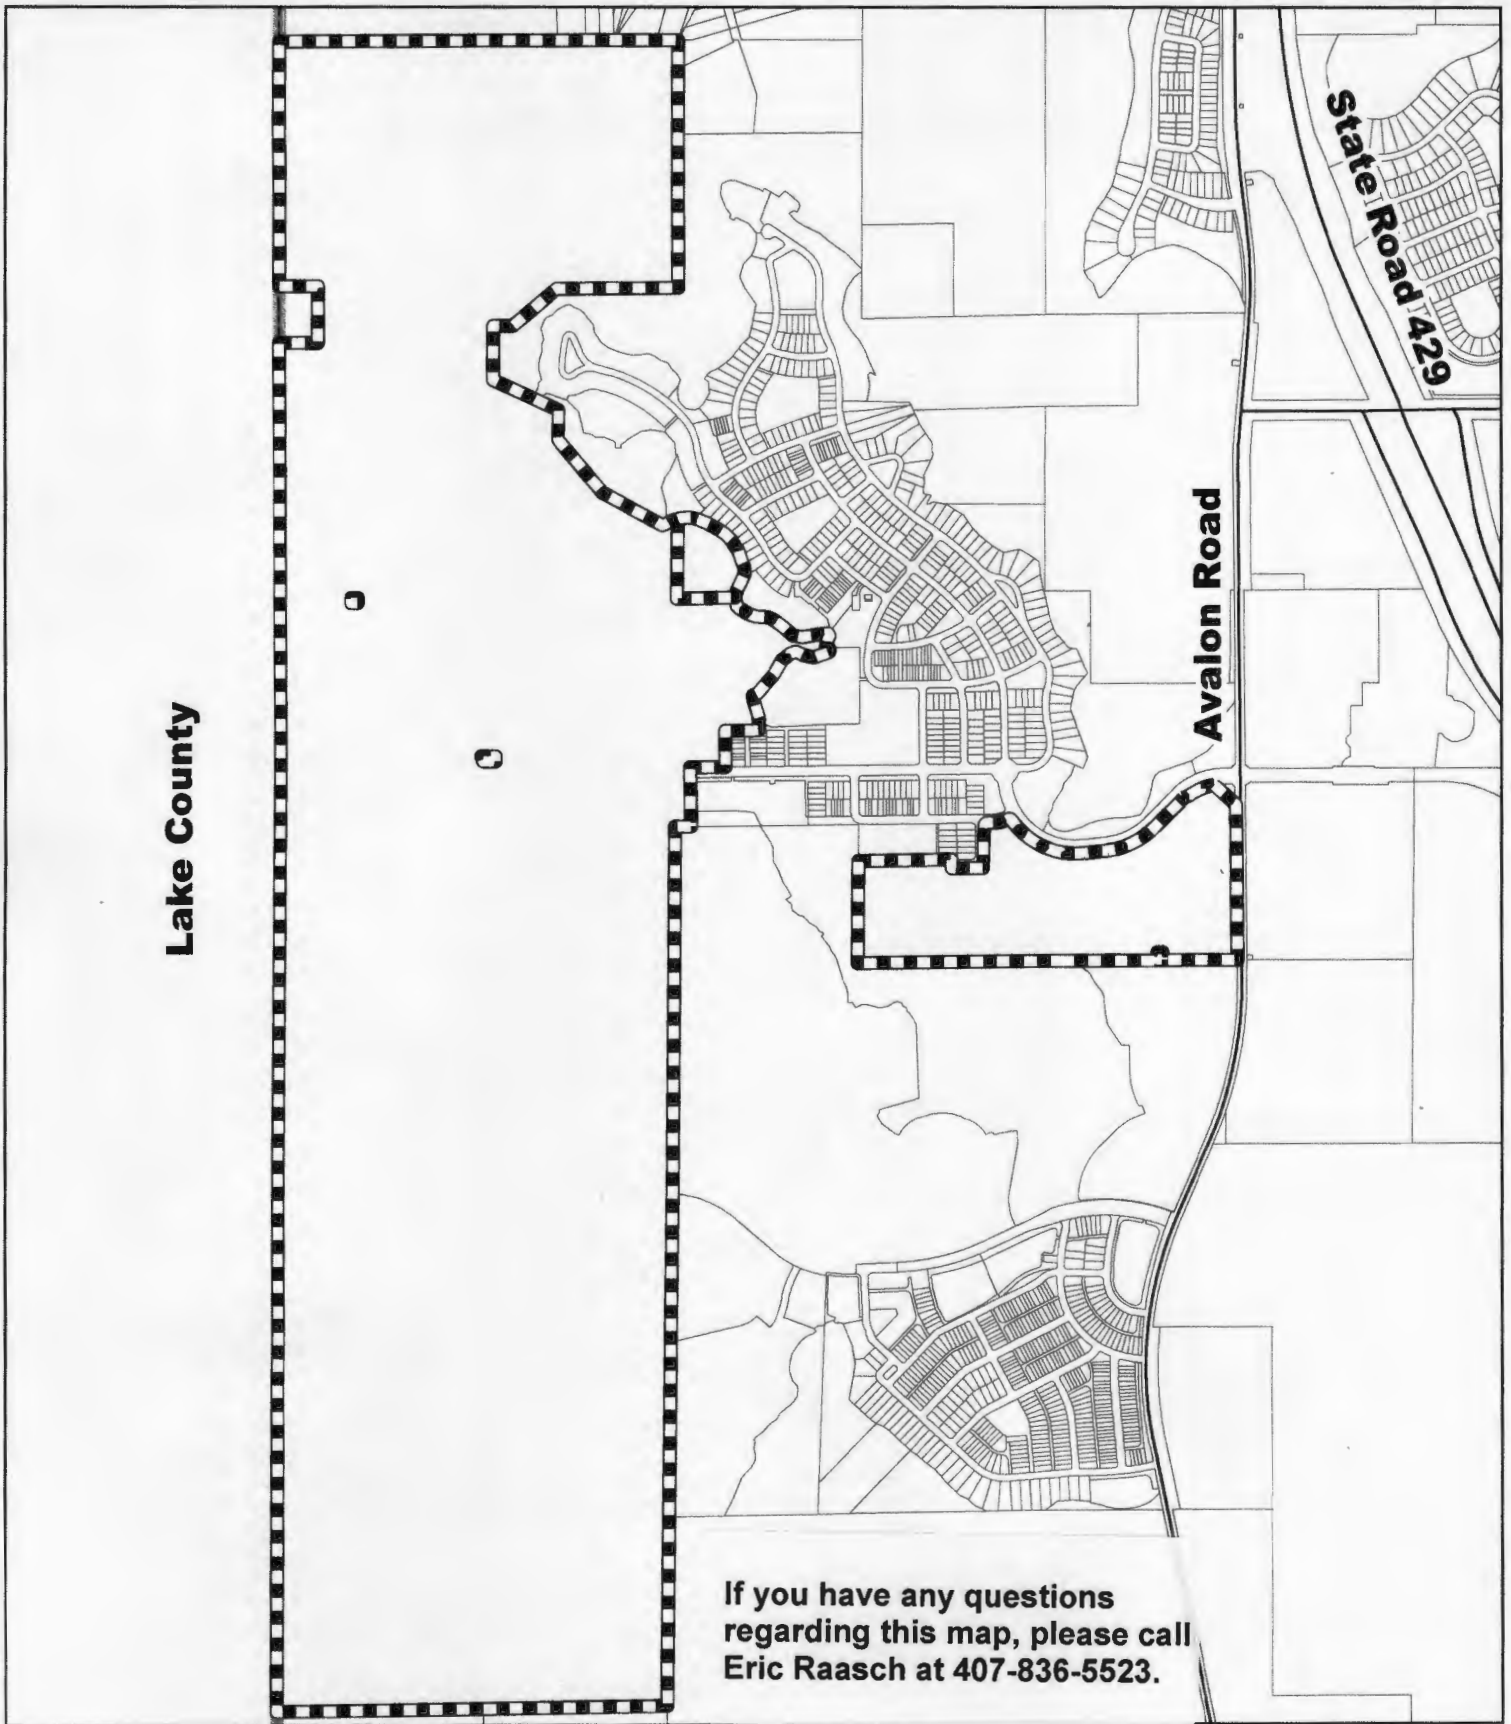 State Road 429
Avalon Road
Lake County
If you have any questions
regarding this map, please call
Eric Raasch at 407-836-5523.